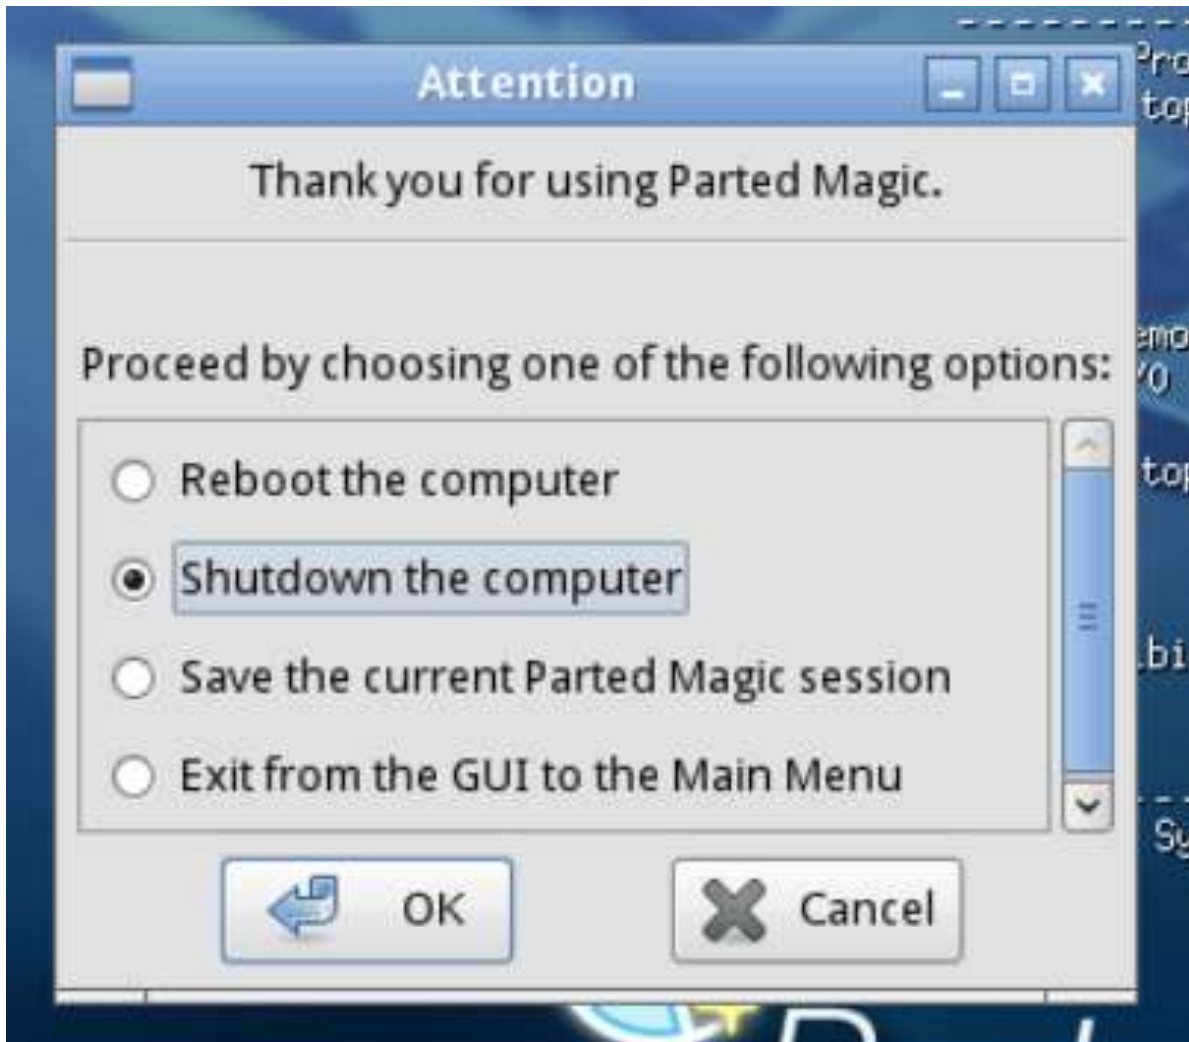 Attention
Thank you for using Parted Magic.
Proceed by choosing one of the following options:
Reboot the computer
Shutdown the computer
Save the current Parted Magic session
Exit from the GUI to the Main Menu
OK
Cancel